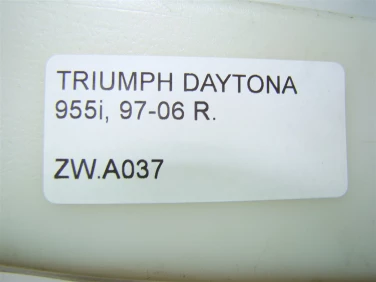 TRIUMPH DAYTONA
955i, 97-06 R.
ZW.A037